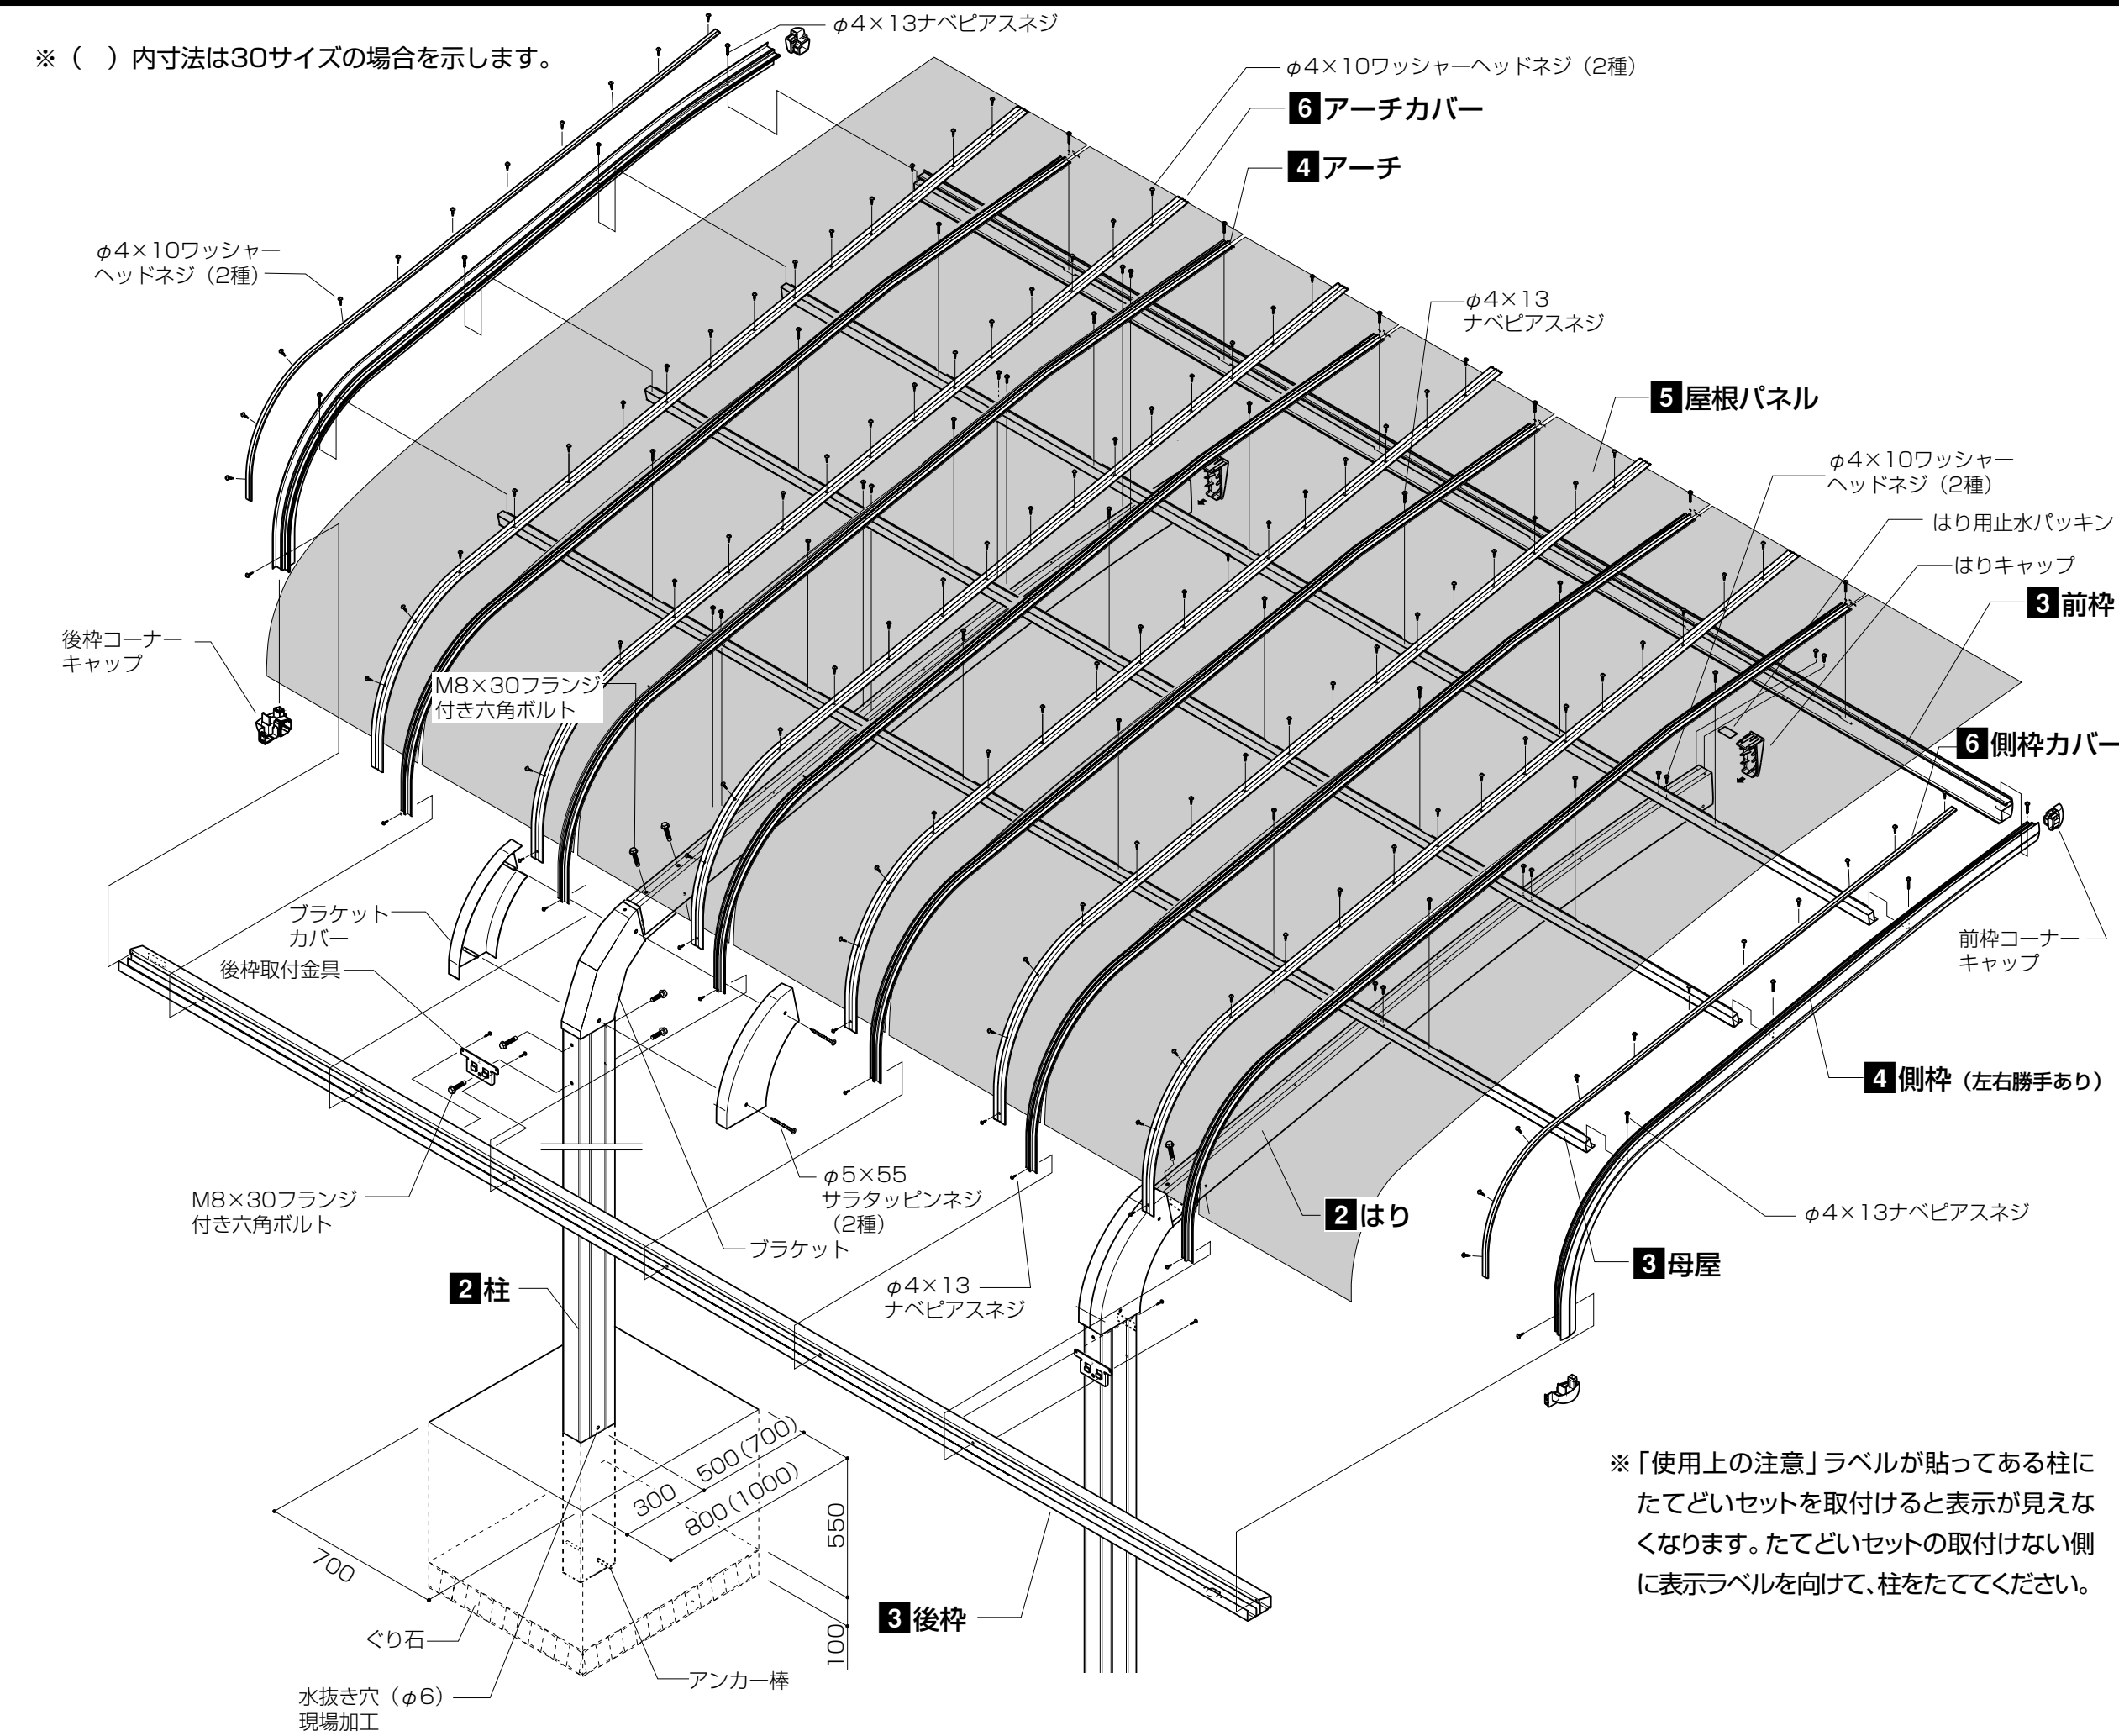 φ4×13ナベピアスネジ
※（　）内寸法は30サイズの場合を示します。
φ4×10ワッシャーヘッドネジ（2種）
6 アーチカバー
4 アーチ
φ4×10ワッシャー
ヘッドネジ（2種）
φ4×13
ナベピアスネジ
5 屋根パネル
φ4×10ワッシャー
ヘッドネジ（2種）
はり用止水パッキン
はりキャップ
3 前枠
後枠コーナー
キャップ
M8×30フランジ
付き六角ボルト
6 側枠カバー
ブラケット
カバー
後枠取付金具
前枠コーナー
キャップ
4 側枠（左右勝手あり）
M8×30フランジ
付き六角ボルト
φ5×55
サラタッピンネジ
（2種）
ブラケット
2 はり
φ4×13ナベピアスネジ
3 母屋
2 柱
φ4×13
ナベピアスネジ
500(700)
300
800(1000)
550
700
100
※「使用上の注意」ラベルが貼ってある柱に
たてどいセットを取付けると表示が見えな
くなります。たてどいセットの取付けない側
に表示ラベルを向けて、柱をたててください。
3 後枠
ぐり石
アンカー棒
水抜き穴（φ6）
現場加工